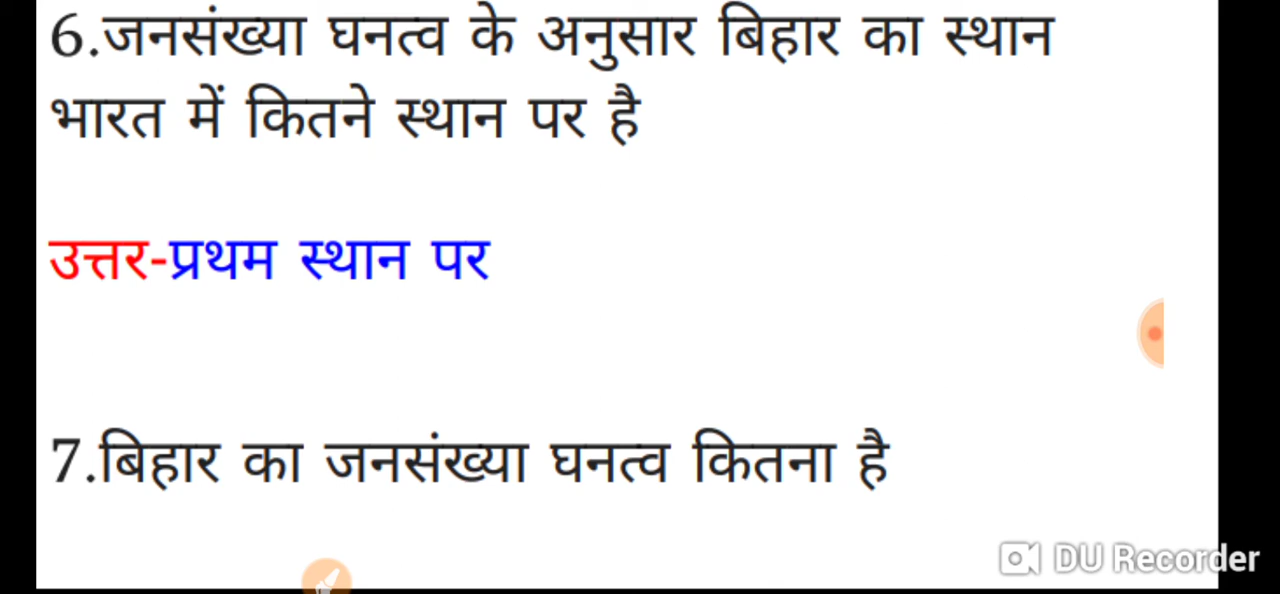 6.जनसंख्या घनत्व के अनुसार बिहार का स्थान
भारत में कितने स्थान पर है
उत्तर-प्रथम स्थान पर
7.बिहार का जनसंख्या घनत्व कितना है
DU Recorder